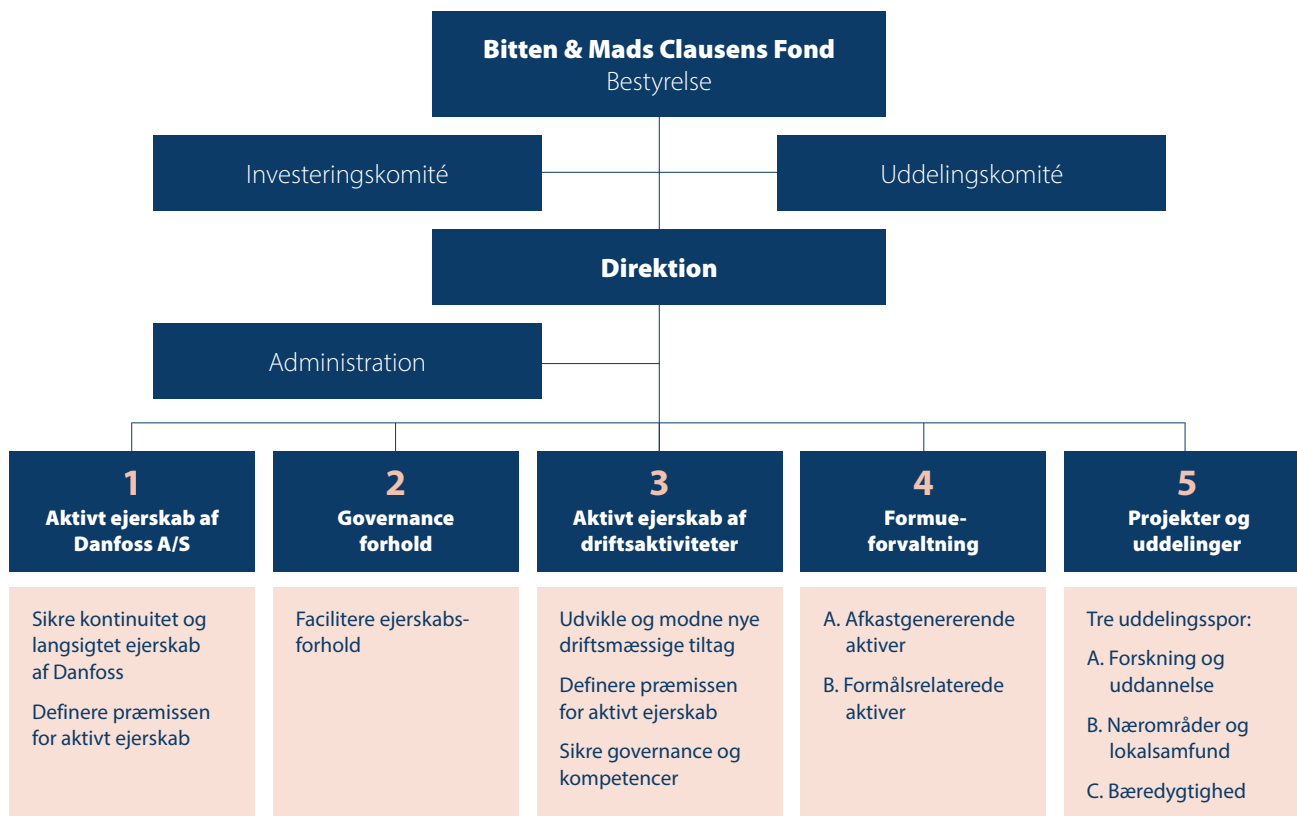 Bitten & Mads Clausens Fond
Bestyrelse
Investeringskomité
Uddelingskomité
Direktion
Administration
1
Aktivt ejerskab af
Danfoss A/S
Sikre kontinuitet og
langsigtet ejerskab
af Danfoss
Definere præmissen
for aktivt ejerskab
2
Governance
forhold
Facilitere ejerskabs-
forhold
3
Aktivt ejerskab af
driftsaktiviteter
Udvikle og modne nye
driftsmæssige tiltag
Definere præmissen
for aktivt ejerskab
Sikre governance og
kompetencer
4
Formue-
forvaltning
A. Afkastgenererende
aktiver
B. Formålsrelaterede
aktiver
5
Projekter og
uddelinger
Tre uddelingsspor:
A. Forskning og
uddannelse
B. Nærområder og
lokalsamfund
C. Bæredygtighed